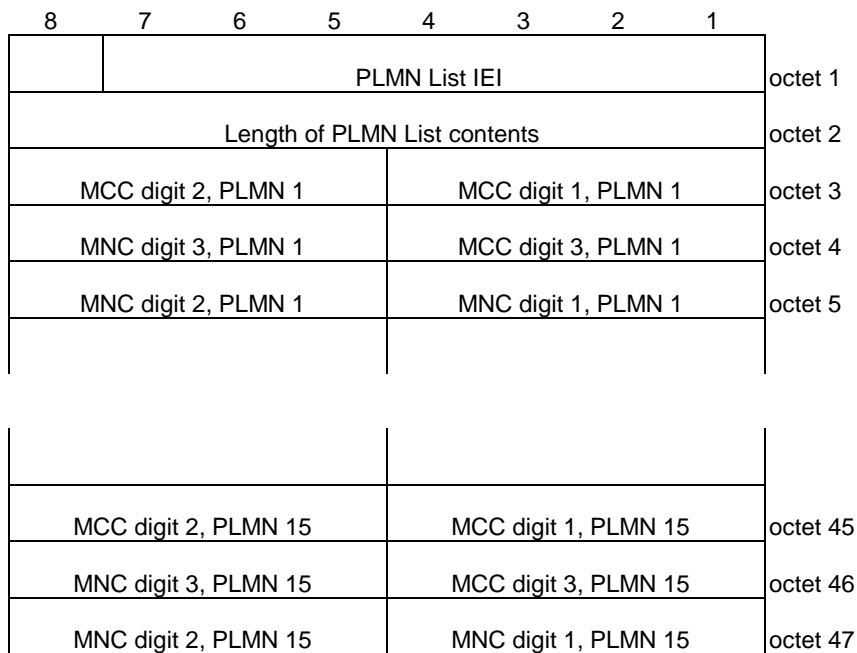 8 7 6 5 4 3 2 1
PLMN List IEI octet 1
Length of PLMN List contents octet 2
MCC digit 2, PLMN 1 MCC digit 1, PLMN 1 octet 3
MNC digit 3, PLMN 1 MCC digit 3, PLMN 1 octet 4
MNC digit 2, PLMN 1 MNC digit 1, PLMN 1 octet 5
MCC digit 2, PLMN 15 MCC digit 1, PLMN 15 octet 45
MNC digit 3, PLMN 15 MCC digit 3, PLMN 15 octet 46
MNC digit 2, PLMN 15 MNC digit 1, PLMN 15 octet 47